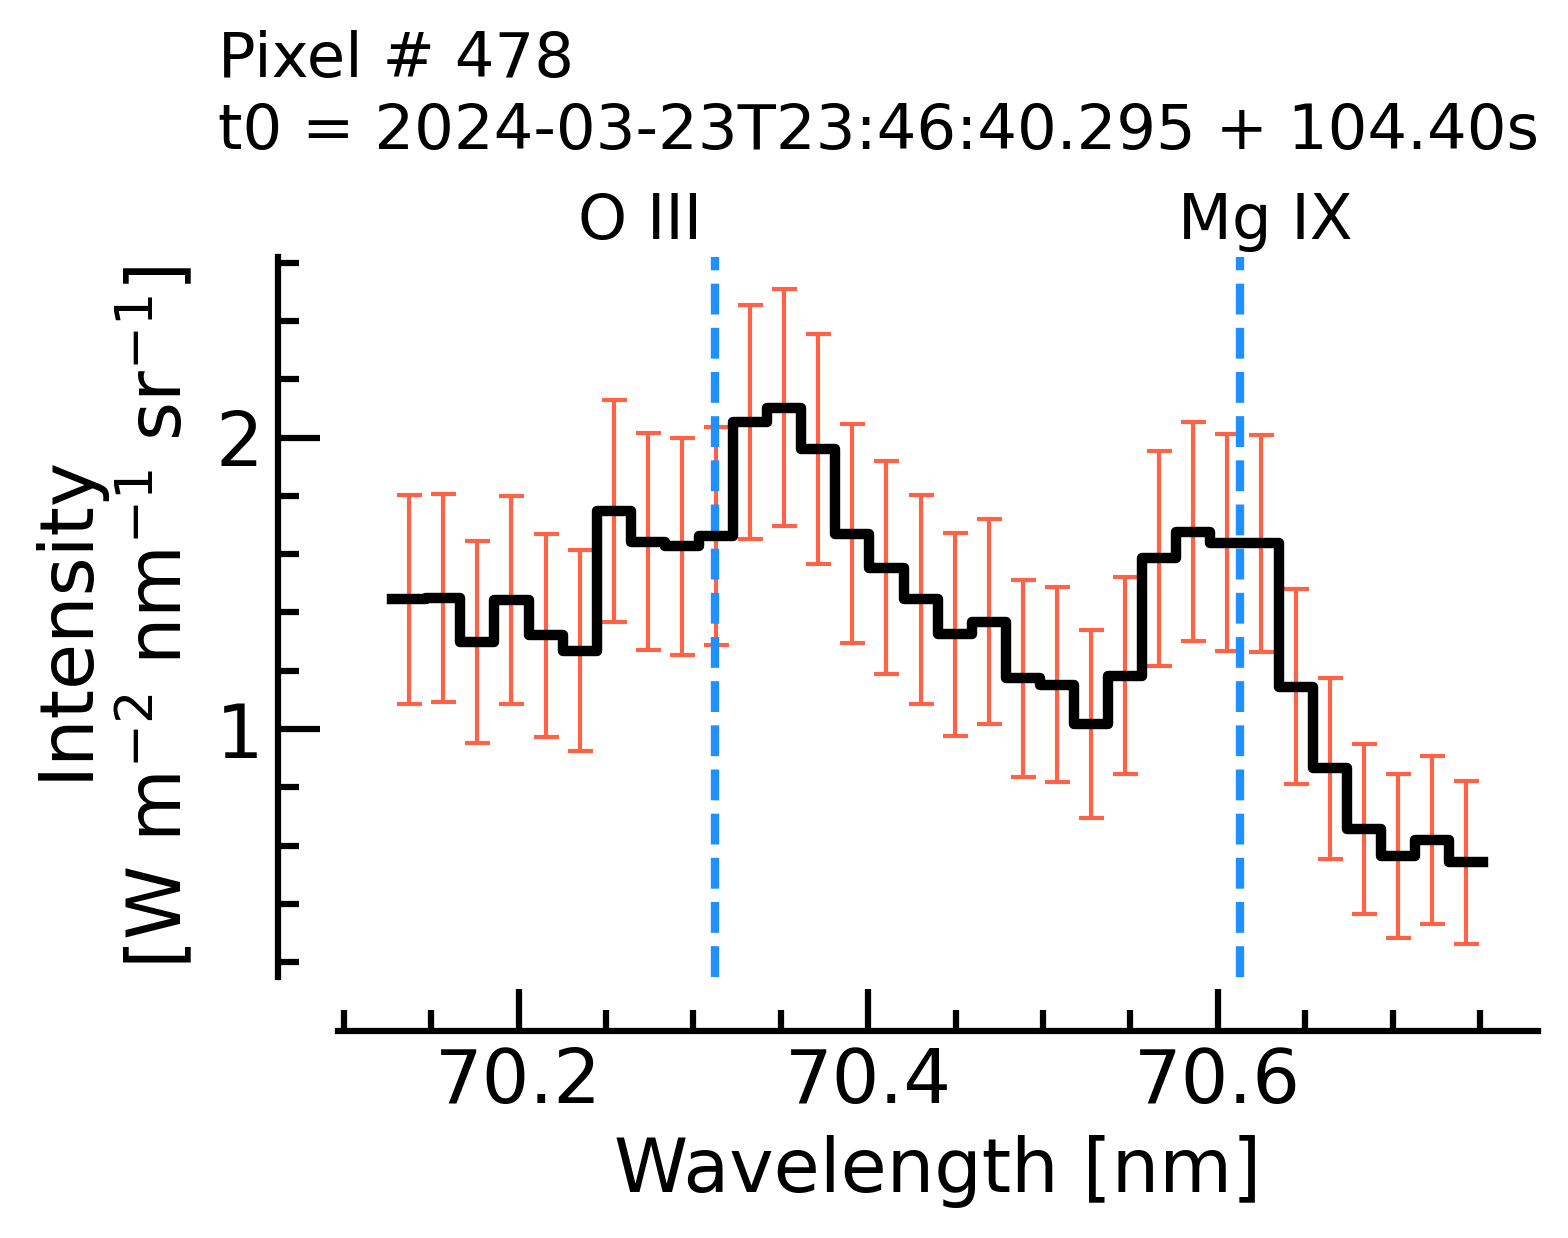 Pixel # 478
t0 = 2024-03-23T23:46:40.295 + 104.40s
O III
Mg IX
Intensity
[W m⁻² nm⁻¹ sr⁻¹]
2
1
70.2
70.4
70.6
Wavelength [nm]